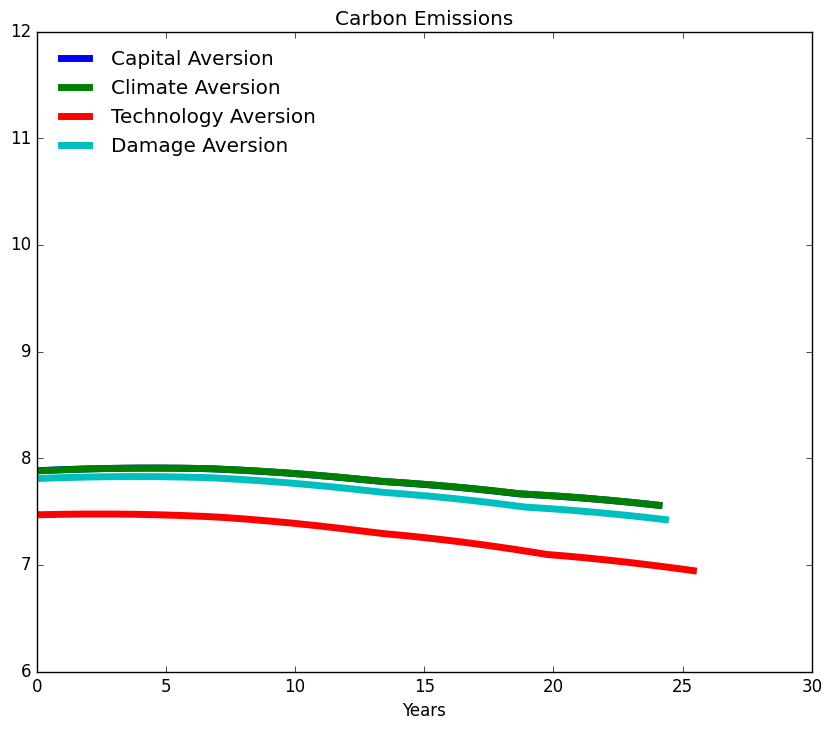 Carbon Emissions
12
11
10
9
8
7
6
Capital Aversion
Climate Aversion
Technology Aversion
Damage Aversion
0 5 10 15 20 25 30
Years